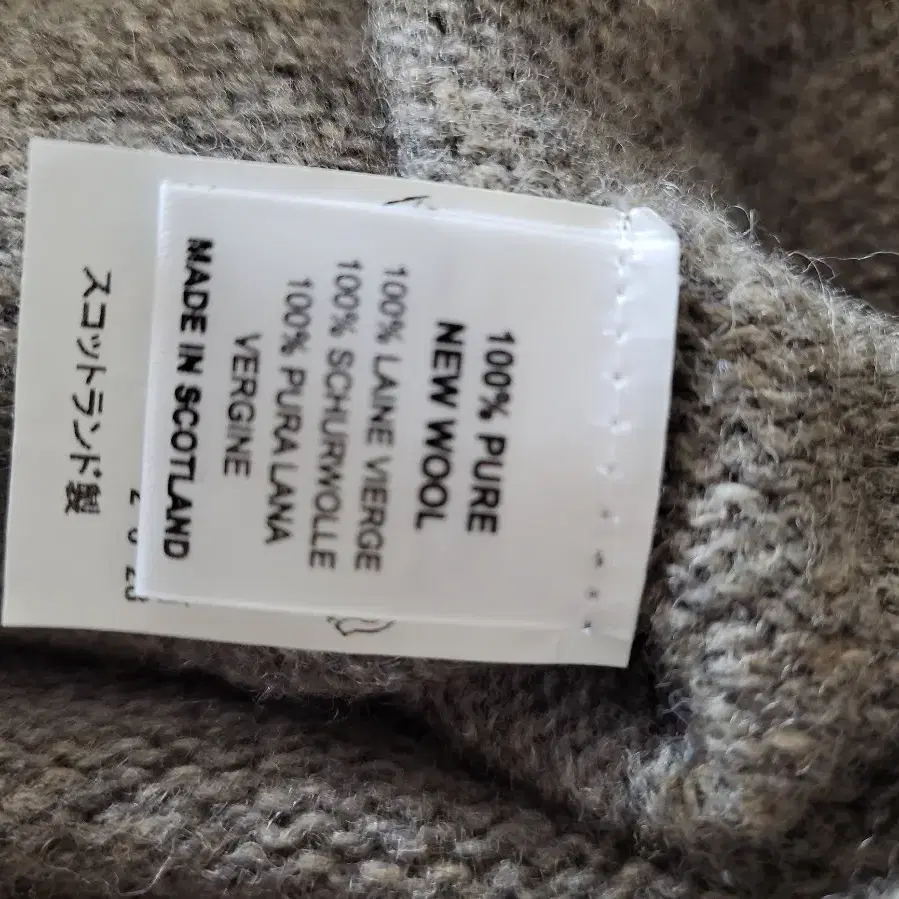 100% PURE
NEW WOOL
100% LAINE VIERGE
100% SCHURWOLLE
100% PURA LANA
VERGINE
MADE IN SCOTLAND
スコットランド製